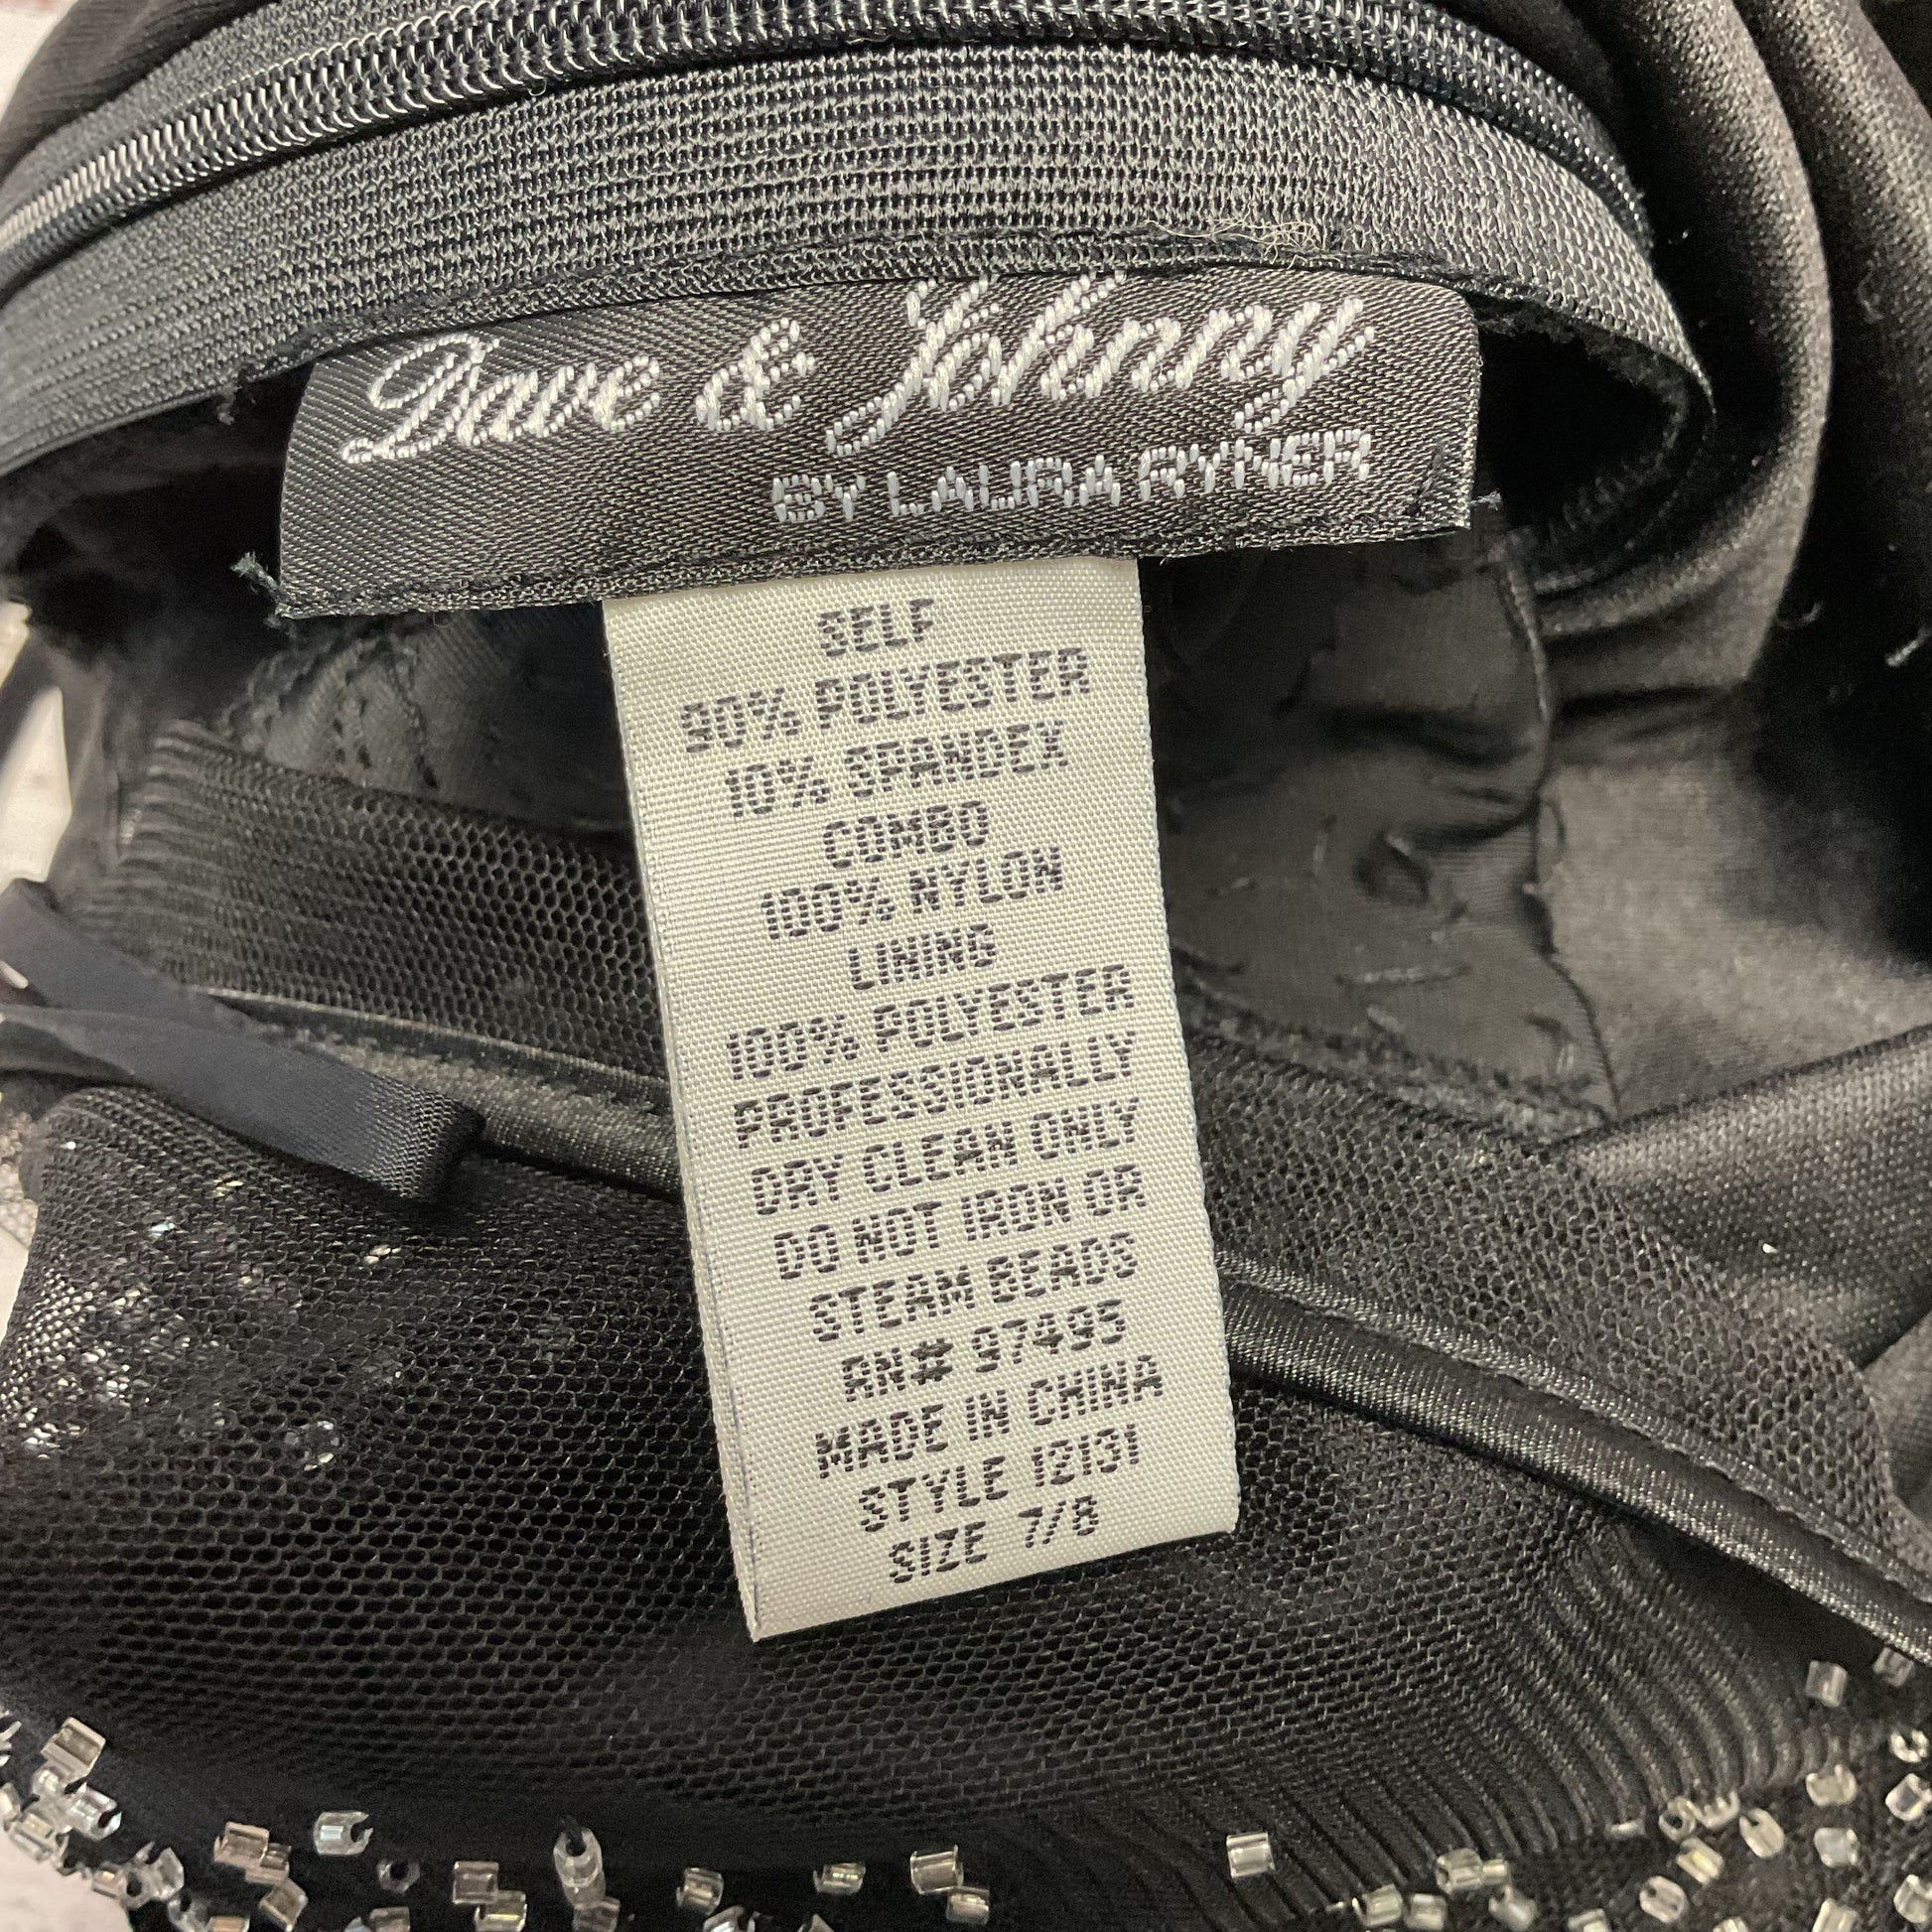 Dave & Johnny
BY LAURA RYNER
SELF
90% POLYESTER
10% SPANDEX
COMBO
100% NYLON
LINING
100% POLYESTER
PROFESSIONALLY
DRY CLEAN ONLY
DO NOT IRON OR
STEAM BEADS
RN# 97495
MADE IN CHINA
STYLE 12131
SIZE 7/8